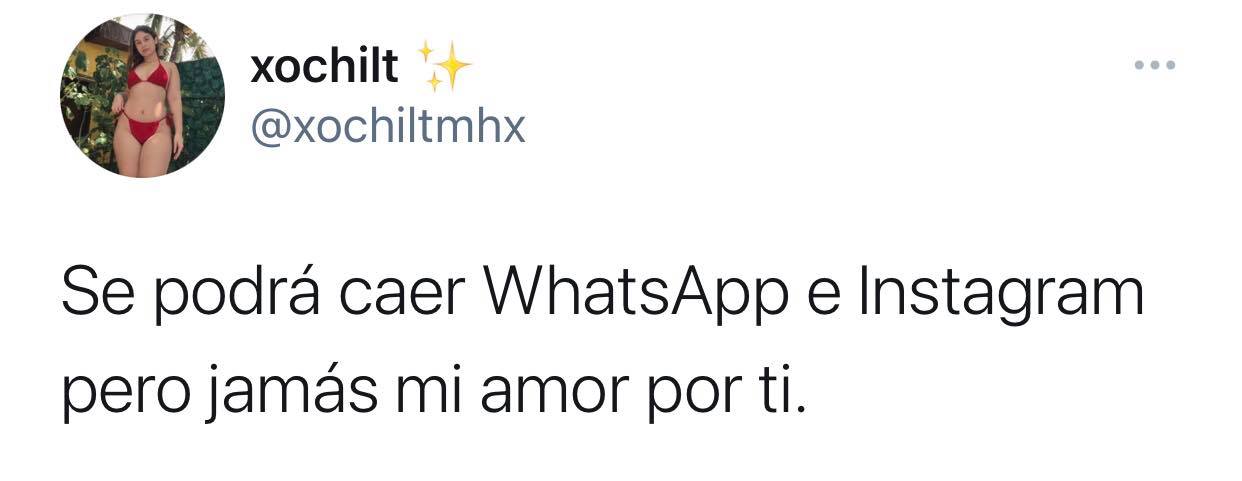 xochilt ✨
@xochiltmhx
Se podrá caer WhatsApp e Instagram
pero jamás mi amor por ti.